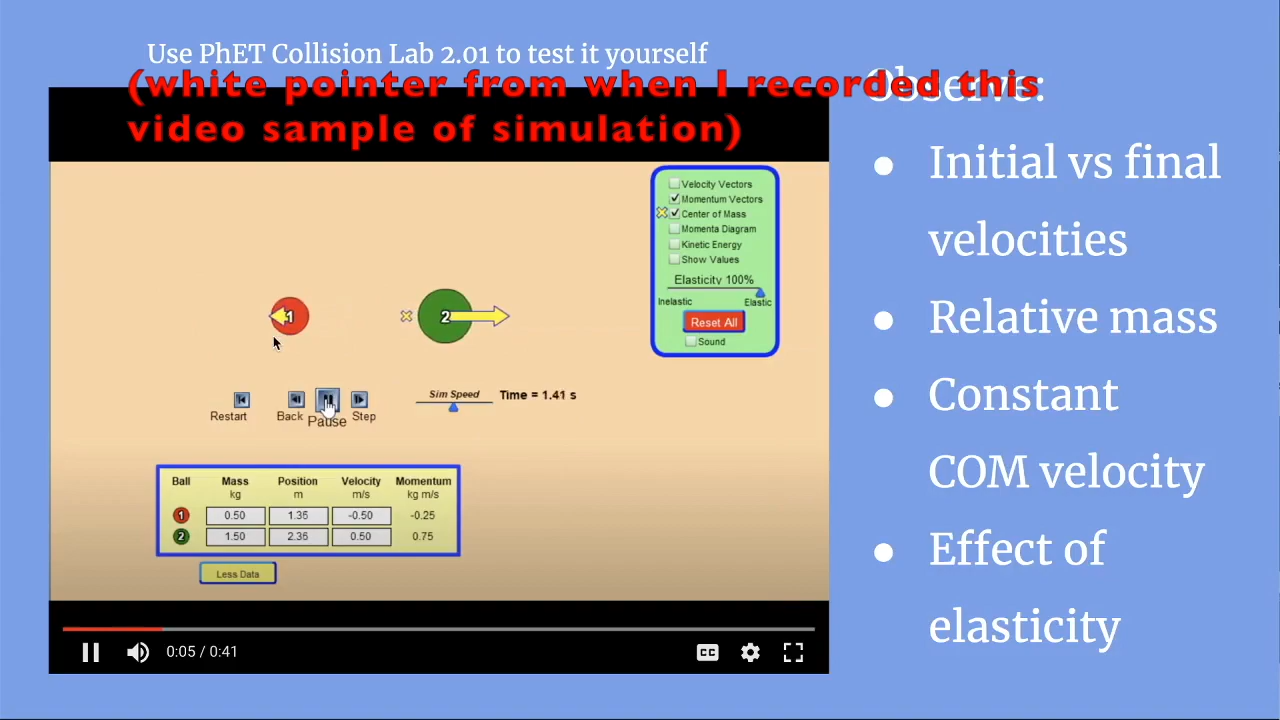 Use PhET Collision Lab 2.01 to test it yourself
(white pointer from when I recorded this
video sample of simulation)
Velocity Vectors
Momentum Vectors
Center of Mass
Momenta Diagram
Kinetic Energy
Show Values
Elasticity 100%
Inelastic Elastic
Reset All
Sound
1 2
Restart Back Pause Step
Sim Speed Time = 1.41 s
Ball Mass Position Velocity Momentum
kg m m/s kg m/s
1 0.50 1.36 -0.50 -0.25
2 1.50 2.36 0.50 0.75
Less Data
0:05 / 0:41
CC
Observe:
● Initial vs final
velocities
● Relative mass
● Constant
COM velocity
● Effect of
elasticity